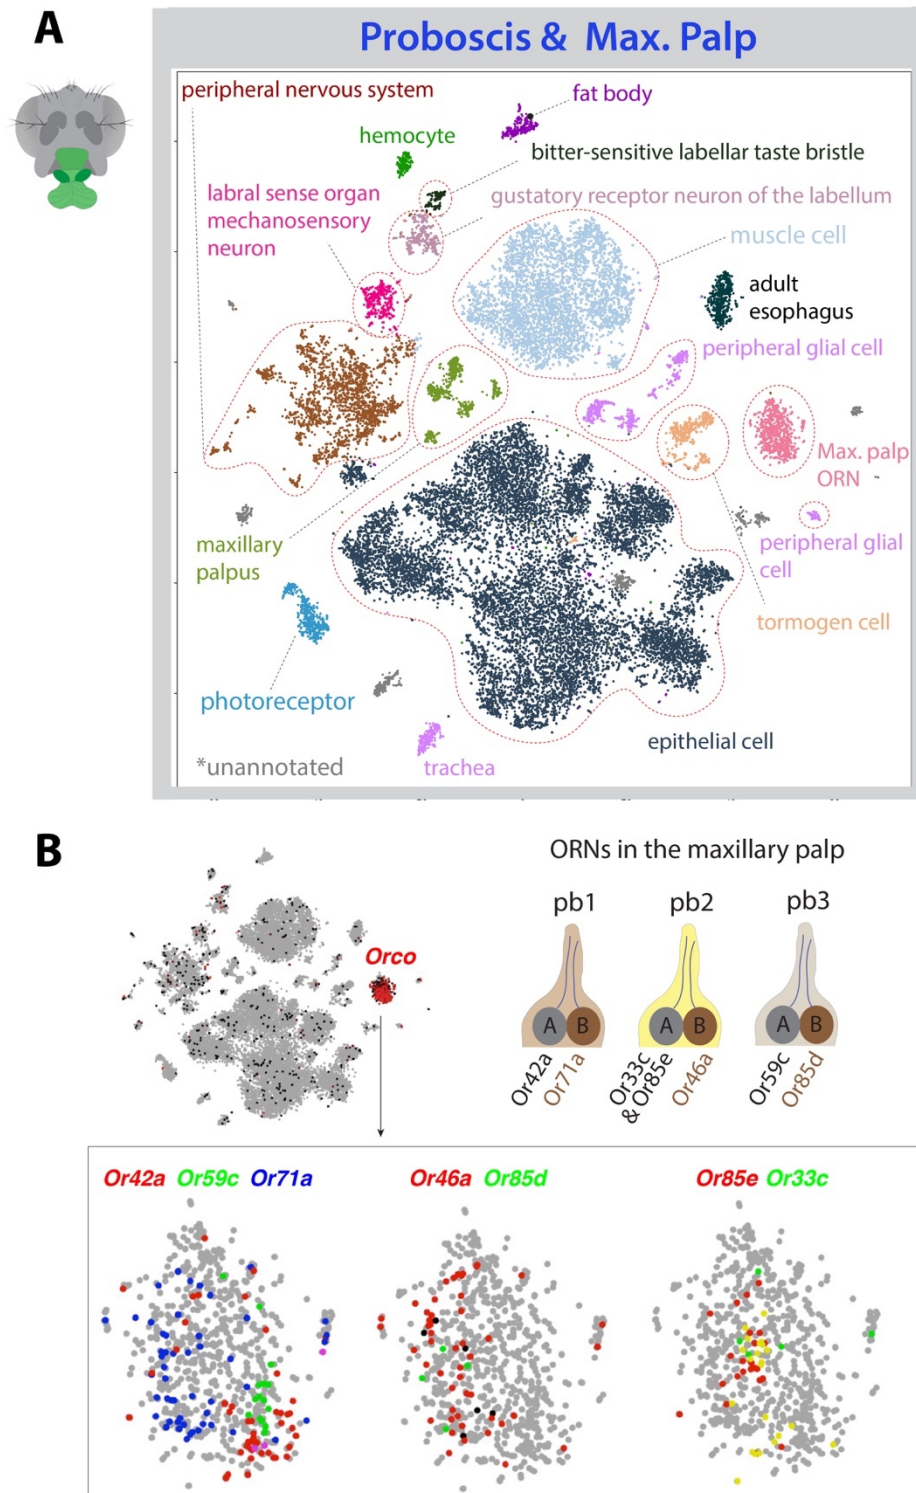 A
Proboscis & Max. Palp
peripheral nervous system
fat body
hemocyte
bitter-sensitive labellar taste bristle
labral sense organ
mechanosensory
neuron
gustatory receptor neuron of the labellum
muscle cell
adult
esophagus
peripheral glial cell
Max. palp
ORN
maxillary
palpus
peripheral glial
cell
tormogen cell
photoreceptor
epithelial cell
*unannotated
trachea
B
ORNs in the maxillary palp
pb1 pb2 pb3
Orco
A B A B A B
Or42a Or71a Or33c & Or85e Or46a Or59c Or85d
Or42a Or59c Or71a Or46a Or85d Or85e Or33c